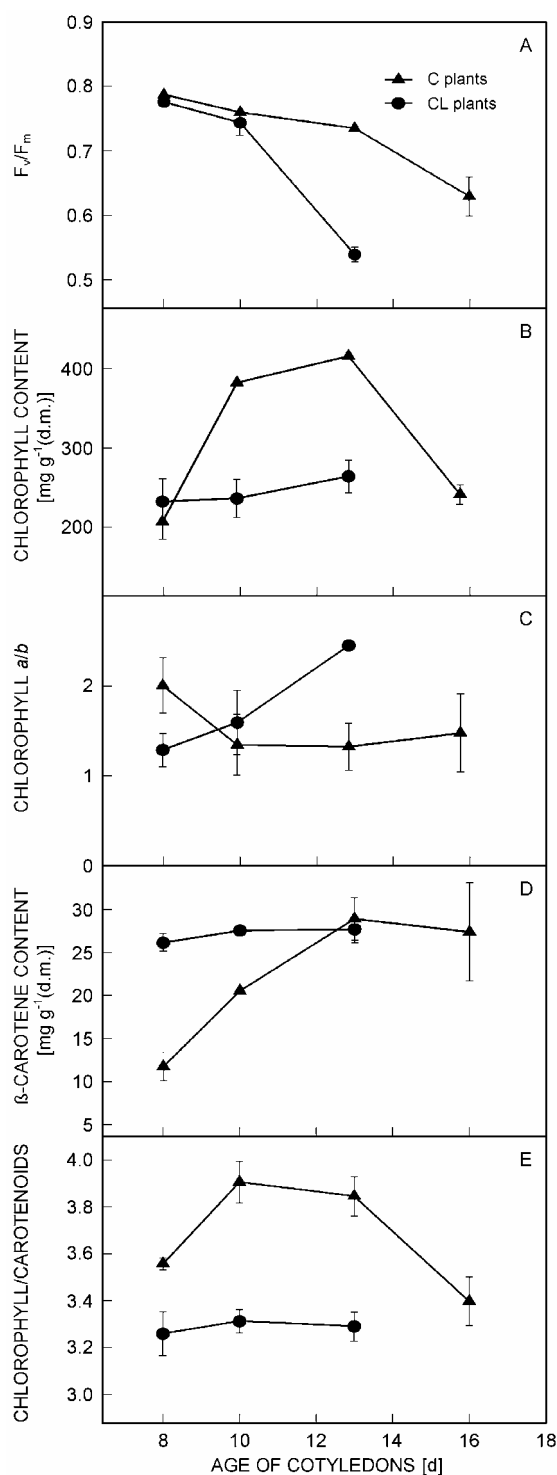 0.9
A
C plants
CL plants
0.8
0.7
0.6
0.5
Fv/Fm
B
400
300
200
CHLOROPHYLL CONTENT
[mg g-1(d.m.)]
C
2
1
0
CHLOROPHYLL a/b
D
30
25
20
15
10
5
ß-CAROTENE CONTENT
[mg g-1(d.m.)]
E
4.0
3.8
3.6
3.4
3.2
3.0
CHLOROPHYLL/CAROTENOIDS
8 10 12 14 16 18
AGE OF COTYLEDONS [d]